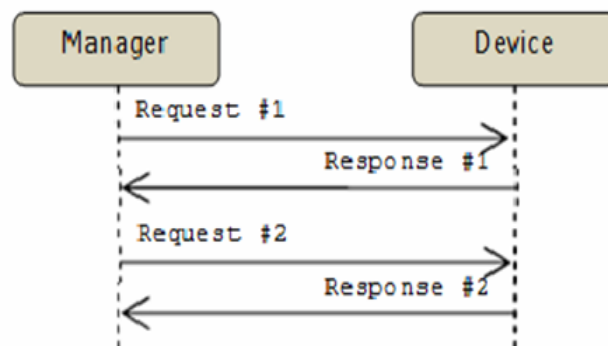 Manager
Device
Request #1
Response #1
Request #2
Response #2